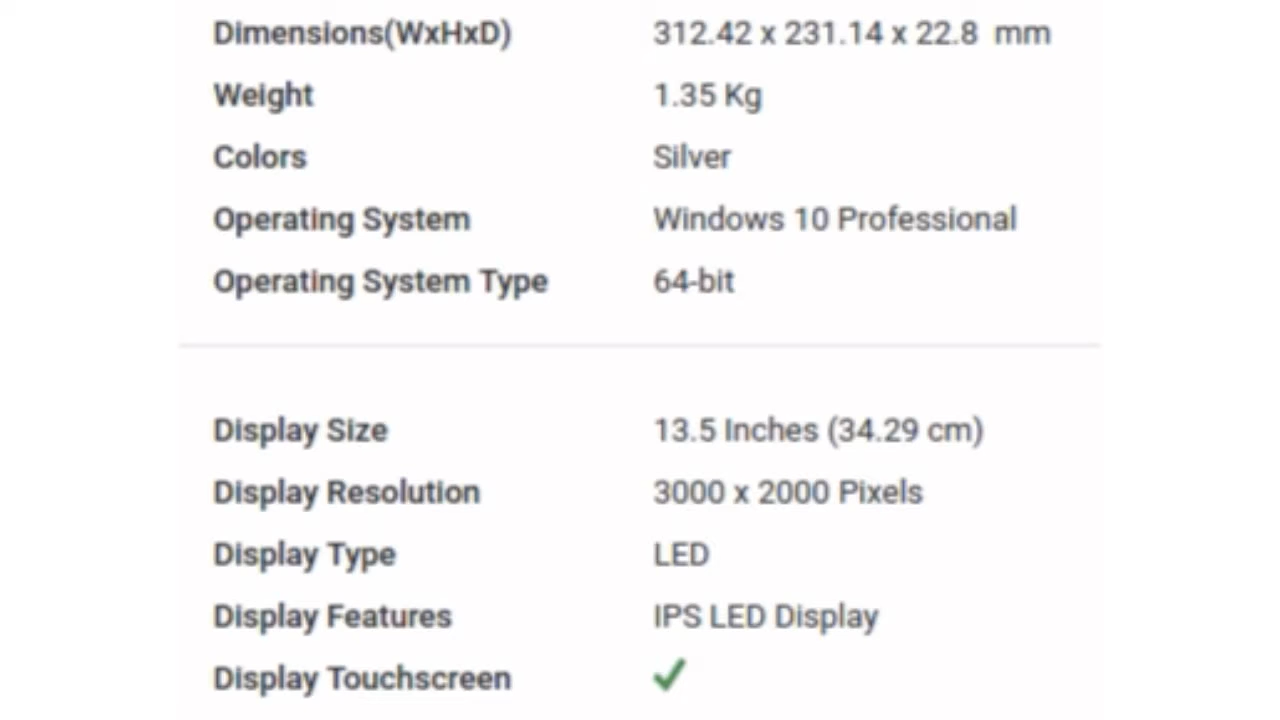 Dimensions(WxHxD) 312.42 x 231.14 x 22.8 mm
Weight 1.35 Kg
Colors Silver
Operating System Windows 10 Professional
Operating System Type 64-bit
Display Size 13.5 Inches (34.29 cm)
Display Resolution 3000 x 2000 Pixels
Display Type LED
Display Features IPS LED Display
Display Touchscreen